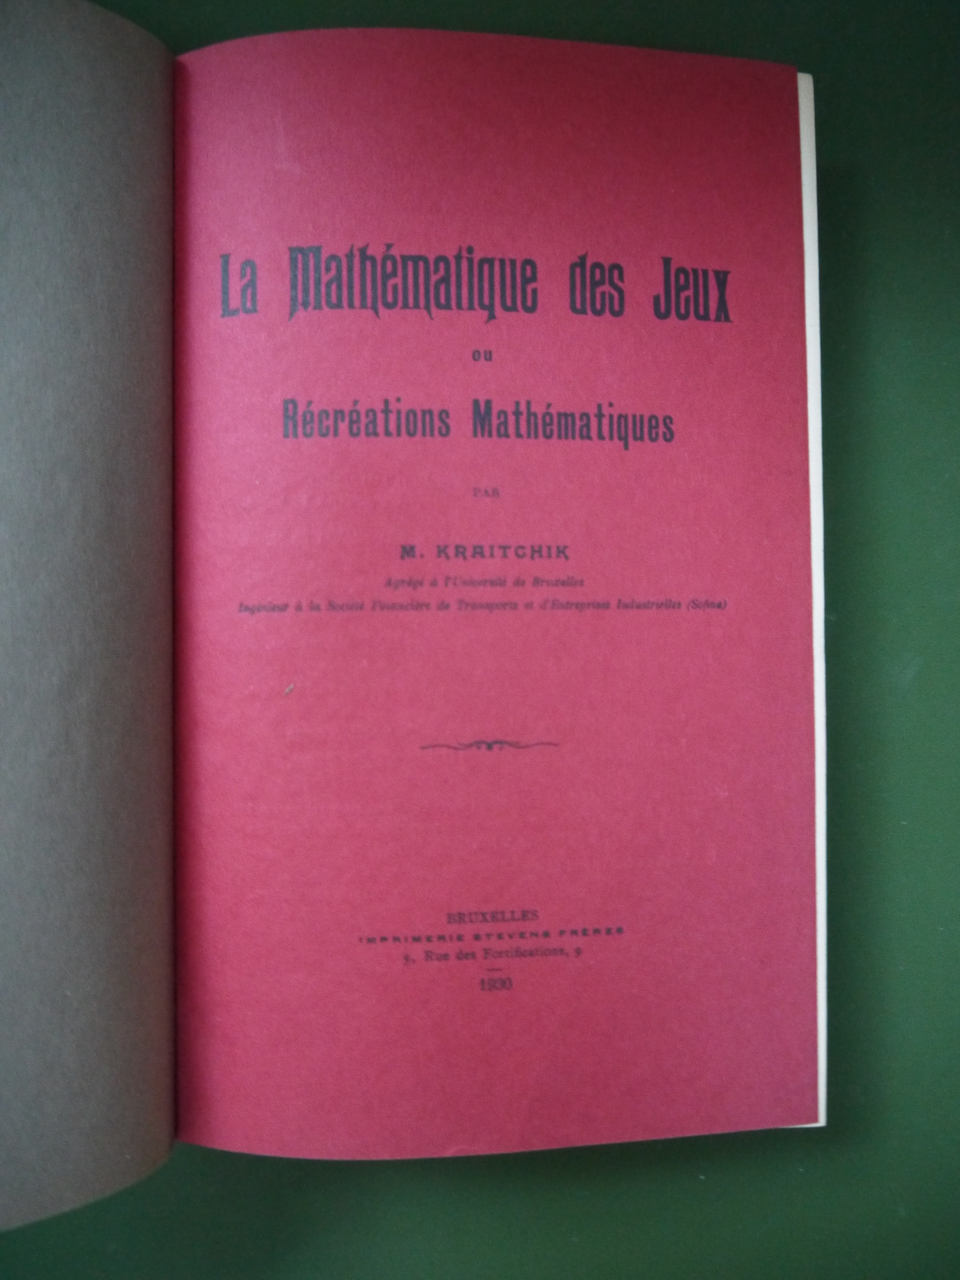 La Mathématique des Jeux
ou
Récréations Mathématiques
PAR
M. KRAITCHIK
Agrégé à l'Université de Bruxelles
Ingénieur à la Société Financière de Transports et d'Entreprises Industrielles (Sofina)
BRUXELLES
IMPRIMERIE STEVENS FRÈRES
9, Rue des Fortifications, 9
1930